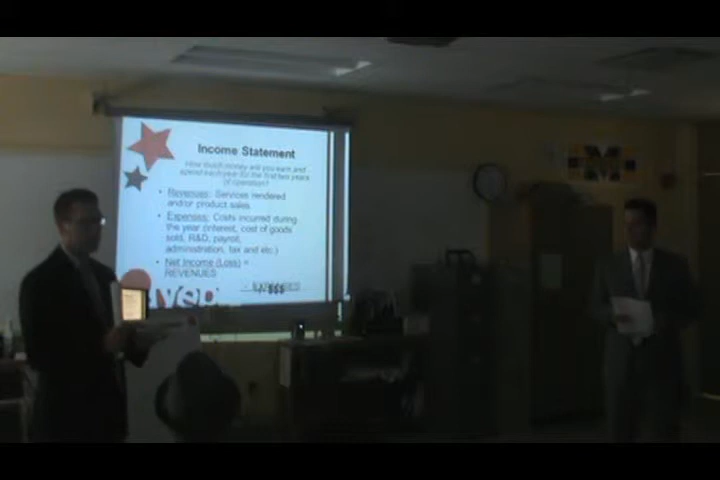 Income Statement
How much money will you earn and
spend each year for the first two years
of operation?
• Revenues: Services rendered
and/or product sales.
• Expenses: Costs incurred during
the year (interest, cost of goods
sold, R&D, payroll,
administration, tax and etc.)
• Net Income (Loss) =
REVENUES
yep
M